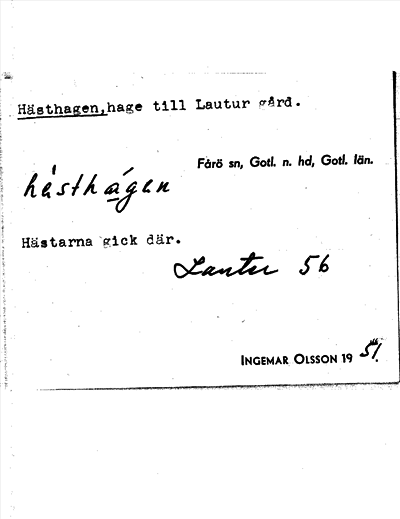 Hästhagen, hage till Lautur gård.
Fårö sn, Gotl. n. hd, Gotl. län.
hästhágen
Hästarna gick där.
Lauter 56
INGEMAR OLSSON 19 51.